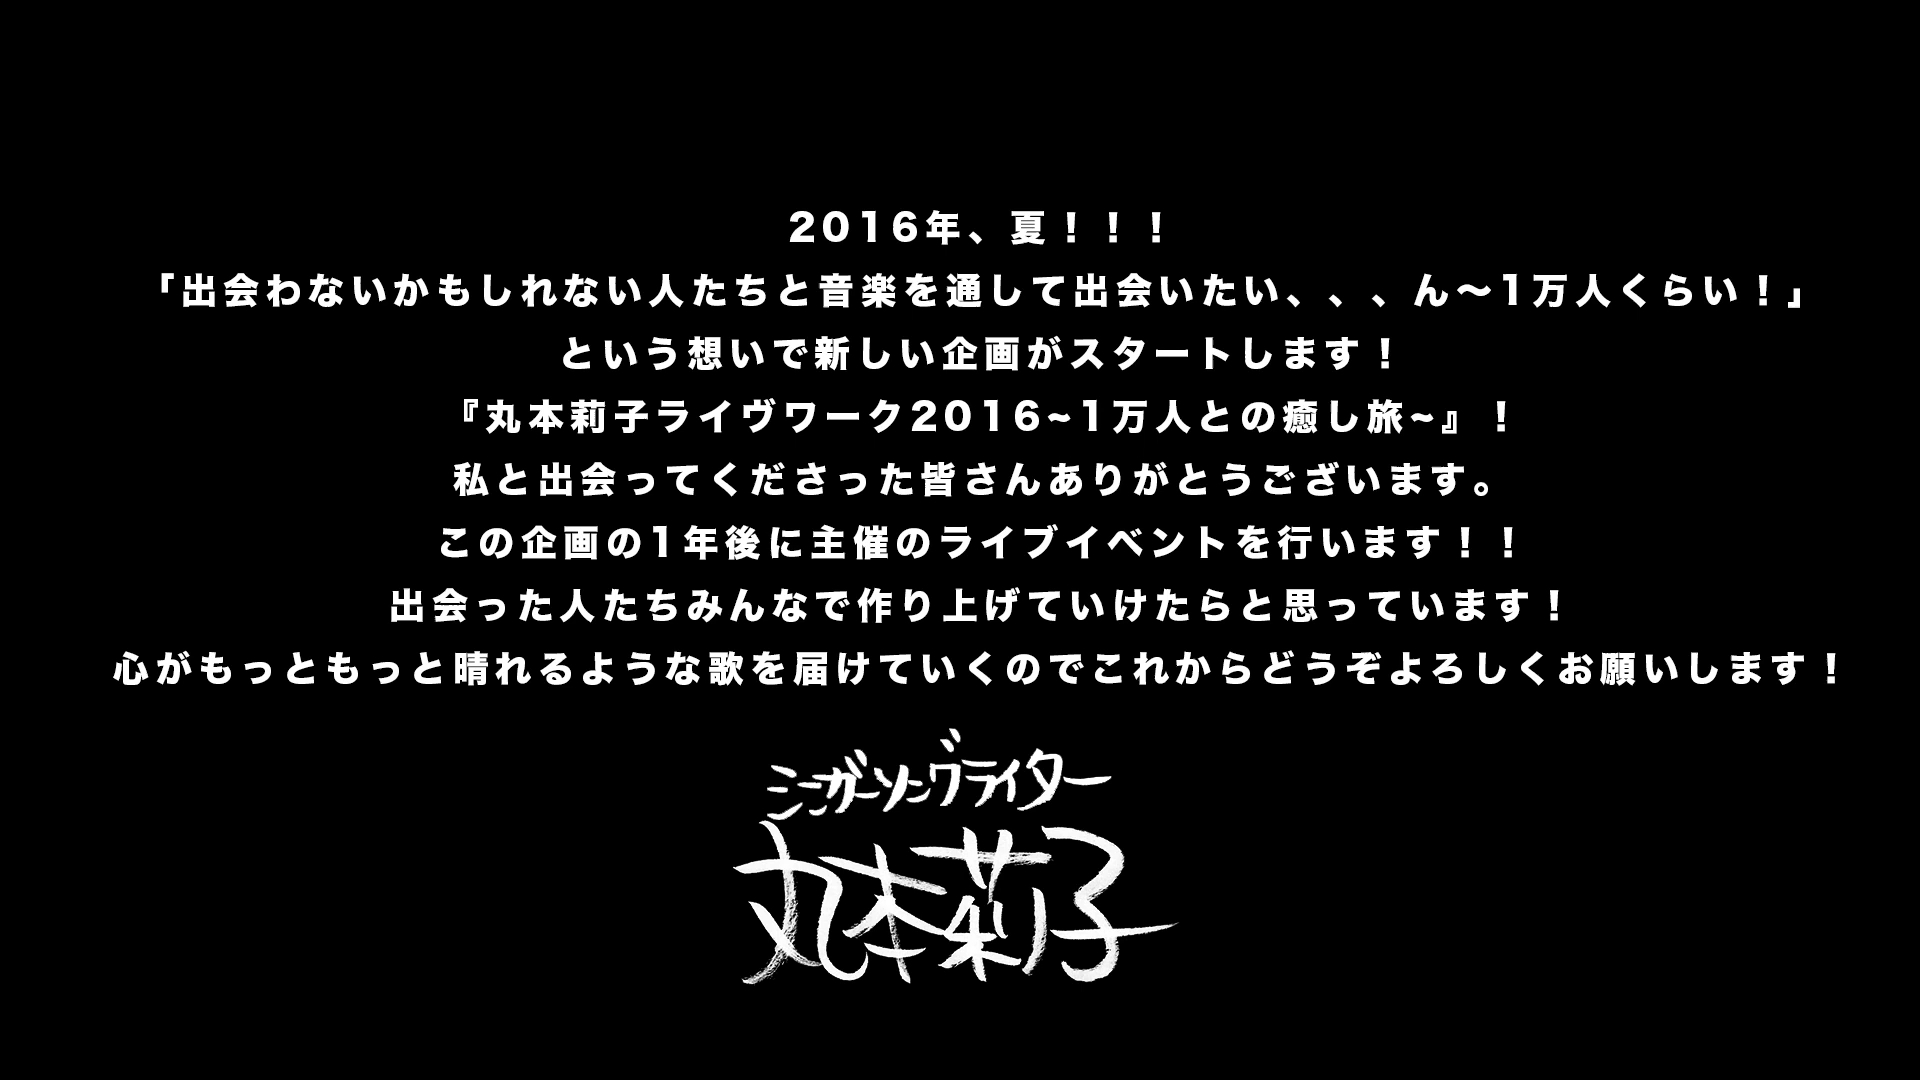 2016年、夏！！！
「出会わないかもしれない人たちと音楽を通して出会いたい、、、ん〜1万人くらい！」
という想いで新しい企画がスタートします！
『丸本莉子ライヴワーク2016~1万人との癒し旅~』！
私と出会ってくださった皆さんありがとうございます。
この企画の1年後に主催のライブイベントを行います！！
出会った人たちみんなで作り上げていけたらと思っています！
心がもっともっと晴れるような歌を届けていくのでこれからどうぞよろしくお願いします！
シンガーソングライター
丸本莉子